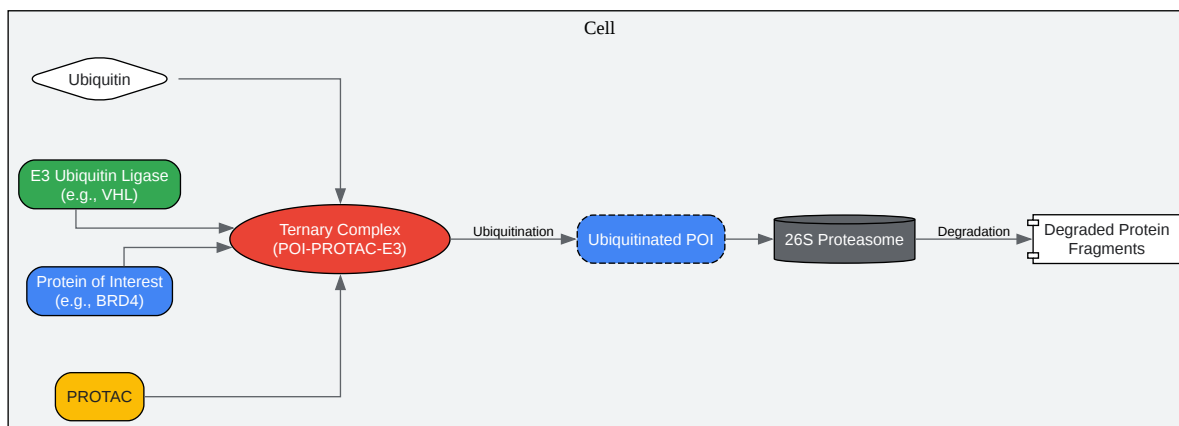 Cell
Ubiquitin
E3 Ubiquitin Ligase
(e.g., VHL)
Protein of Interest
(e.g., BRD4)
PROTAC
Ternary Complex
(POI-PROTAC-E3)
Ubiquitination
Ubiquitinated POI
26S Proteasome
Degradation
Degraded Protein
Fragments